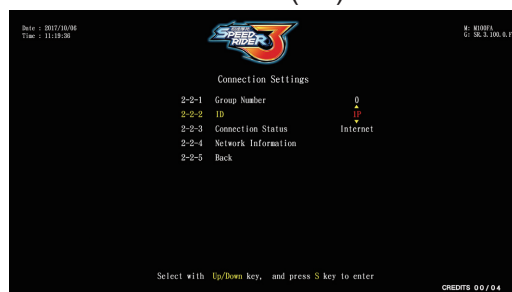 Date : 2017/10/06
Time : 11:19:36
SPEED
RIDER
3
M: M100FA
G: SR.3.100.0.F
Connection Settings
2-2-1 Group Number 0
2-2-2 ID 1P
2-2-3 Connection Status Internet
2-2-4 Network Information
2-2-5 Back
Select with Up/Down key, and press S key to enter
CREDITS 00/04